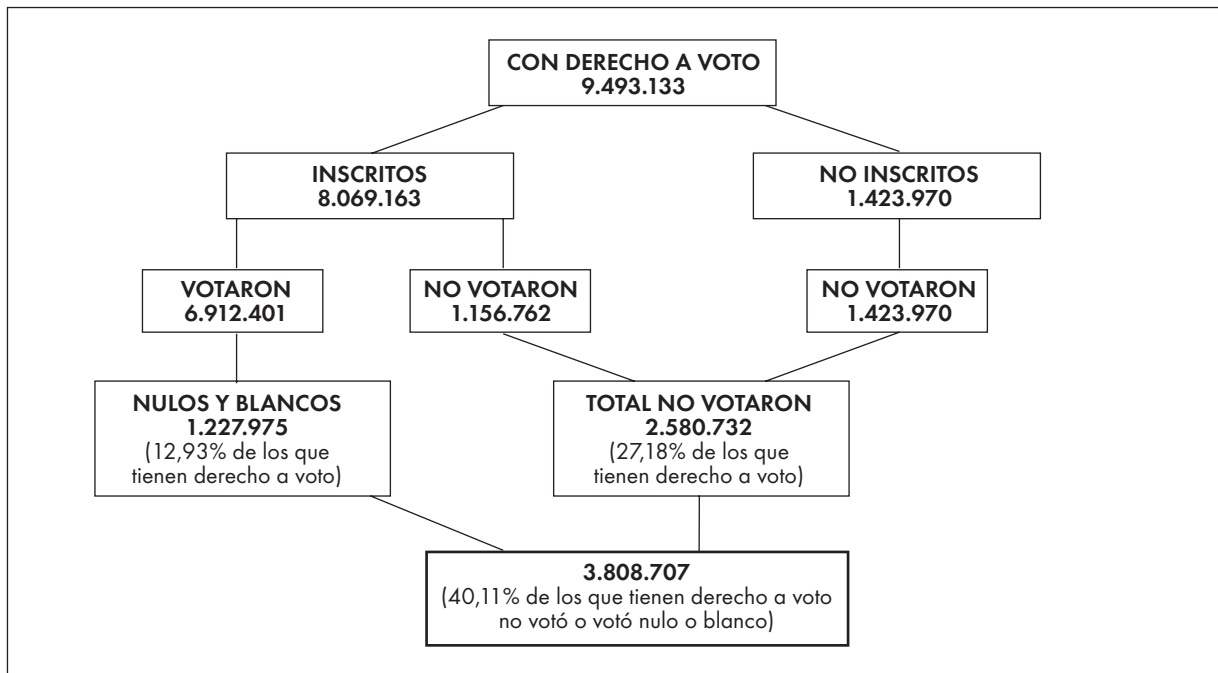 CON DERECHO A VOTO
9.493.133
INSCRITOS
8.069.163
NO INSCRITOS
1.423.970
VOTARON
6.912.401
NO VOTARON
1.156.762
NO VOTARON
1.423.970
NULOS Y BLANCOS
1.227.975
(12,93% de los que
tienen derecho a voto)
TOTAL NO VOTARON
2.580.732
(27,18% de los que
tienen derecho a voto)
3.808.707
(40,11% de los que tienen derecho a voto
no votó o votó nulo o blanco)